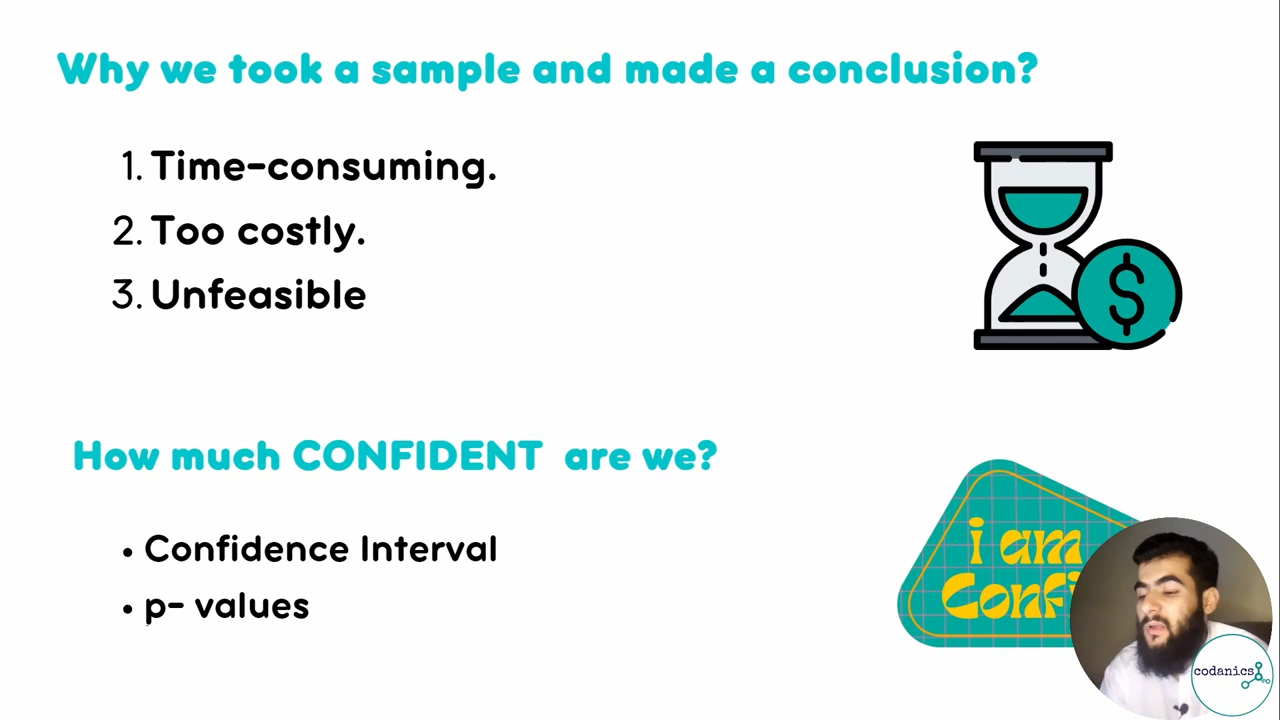 Why we took a sample and made a conclusion?
1. Time-consuming.
2. Too costly.
3. Unfeasible
$
How much CONFIDENT are we?
• Confidence Interval
• p- values
i am
Confi
codanics